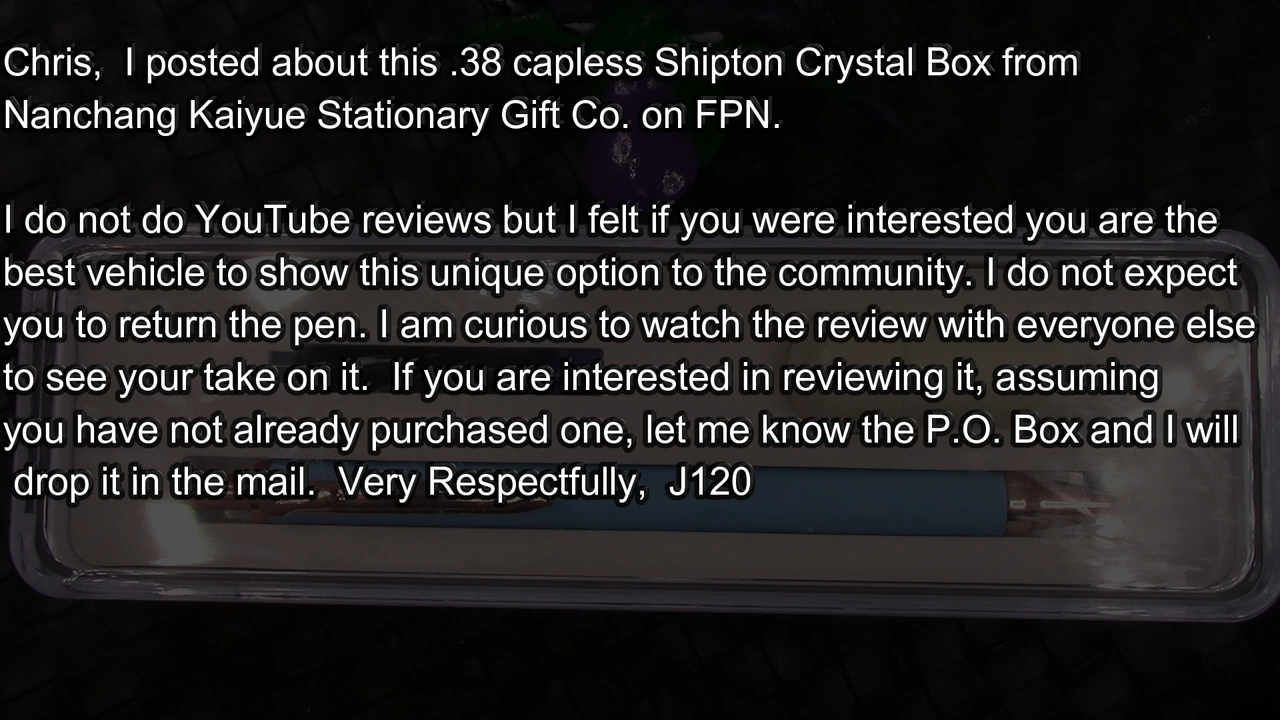 Chris,  I posted about this .38 capless Shipton Crystal Box from
Nanchang Kaiyue Stationary Gift Co. on FPN.
I do not do YouTube reviews but I felt if you were interested you are the
best vehicle to show this unique option to the community. I do not expect
you to return the pen. I am curious to watch the review with everyone else
to see your take on it.  If you are interested in reviewing it, assuming
you have not already purchased one, let me know the P.O. Box and I will
drop it in the mail.  Very Respectfully,  J120